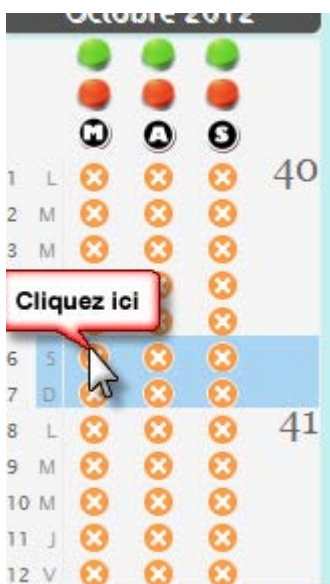 Octobre 2012
M A S
1 L 40
2 M
3 M
Cliquez ici
6 S
7 D
8 L 41
9 M
10 M
11 J
12 V